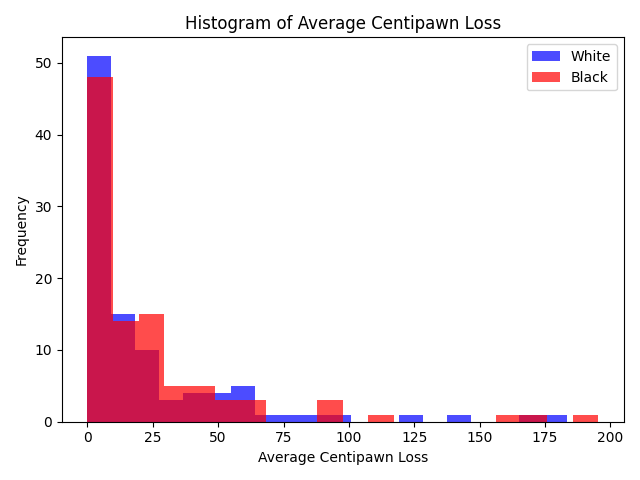 Histogram of Average Centipawn Loss
White
Black
50
40
30
20
10
0
Frequency
0 25 50 75 100 125 150 175 200
Average Centipawn Loss